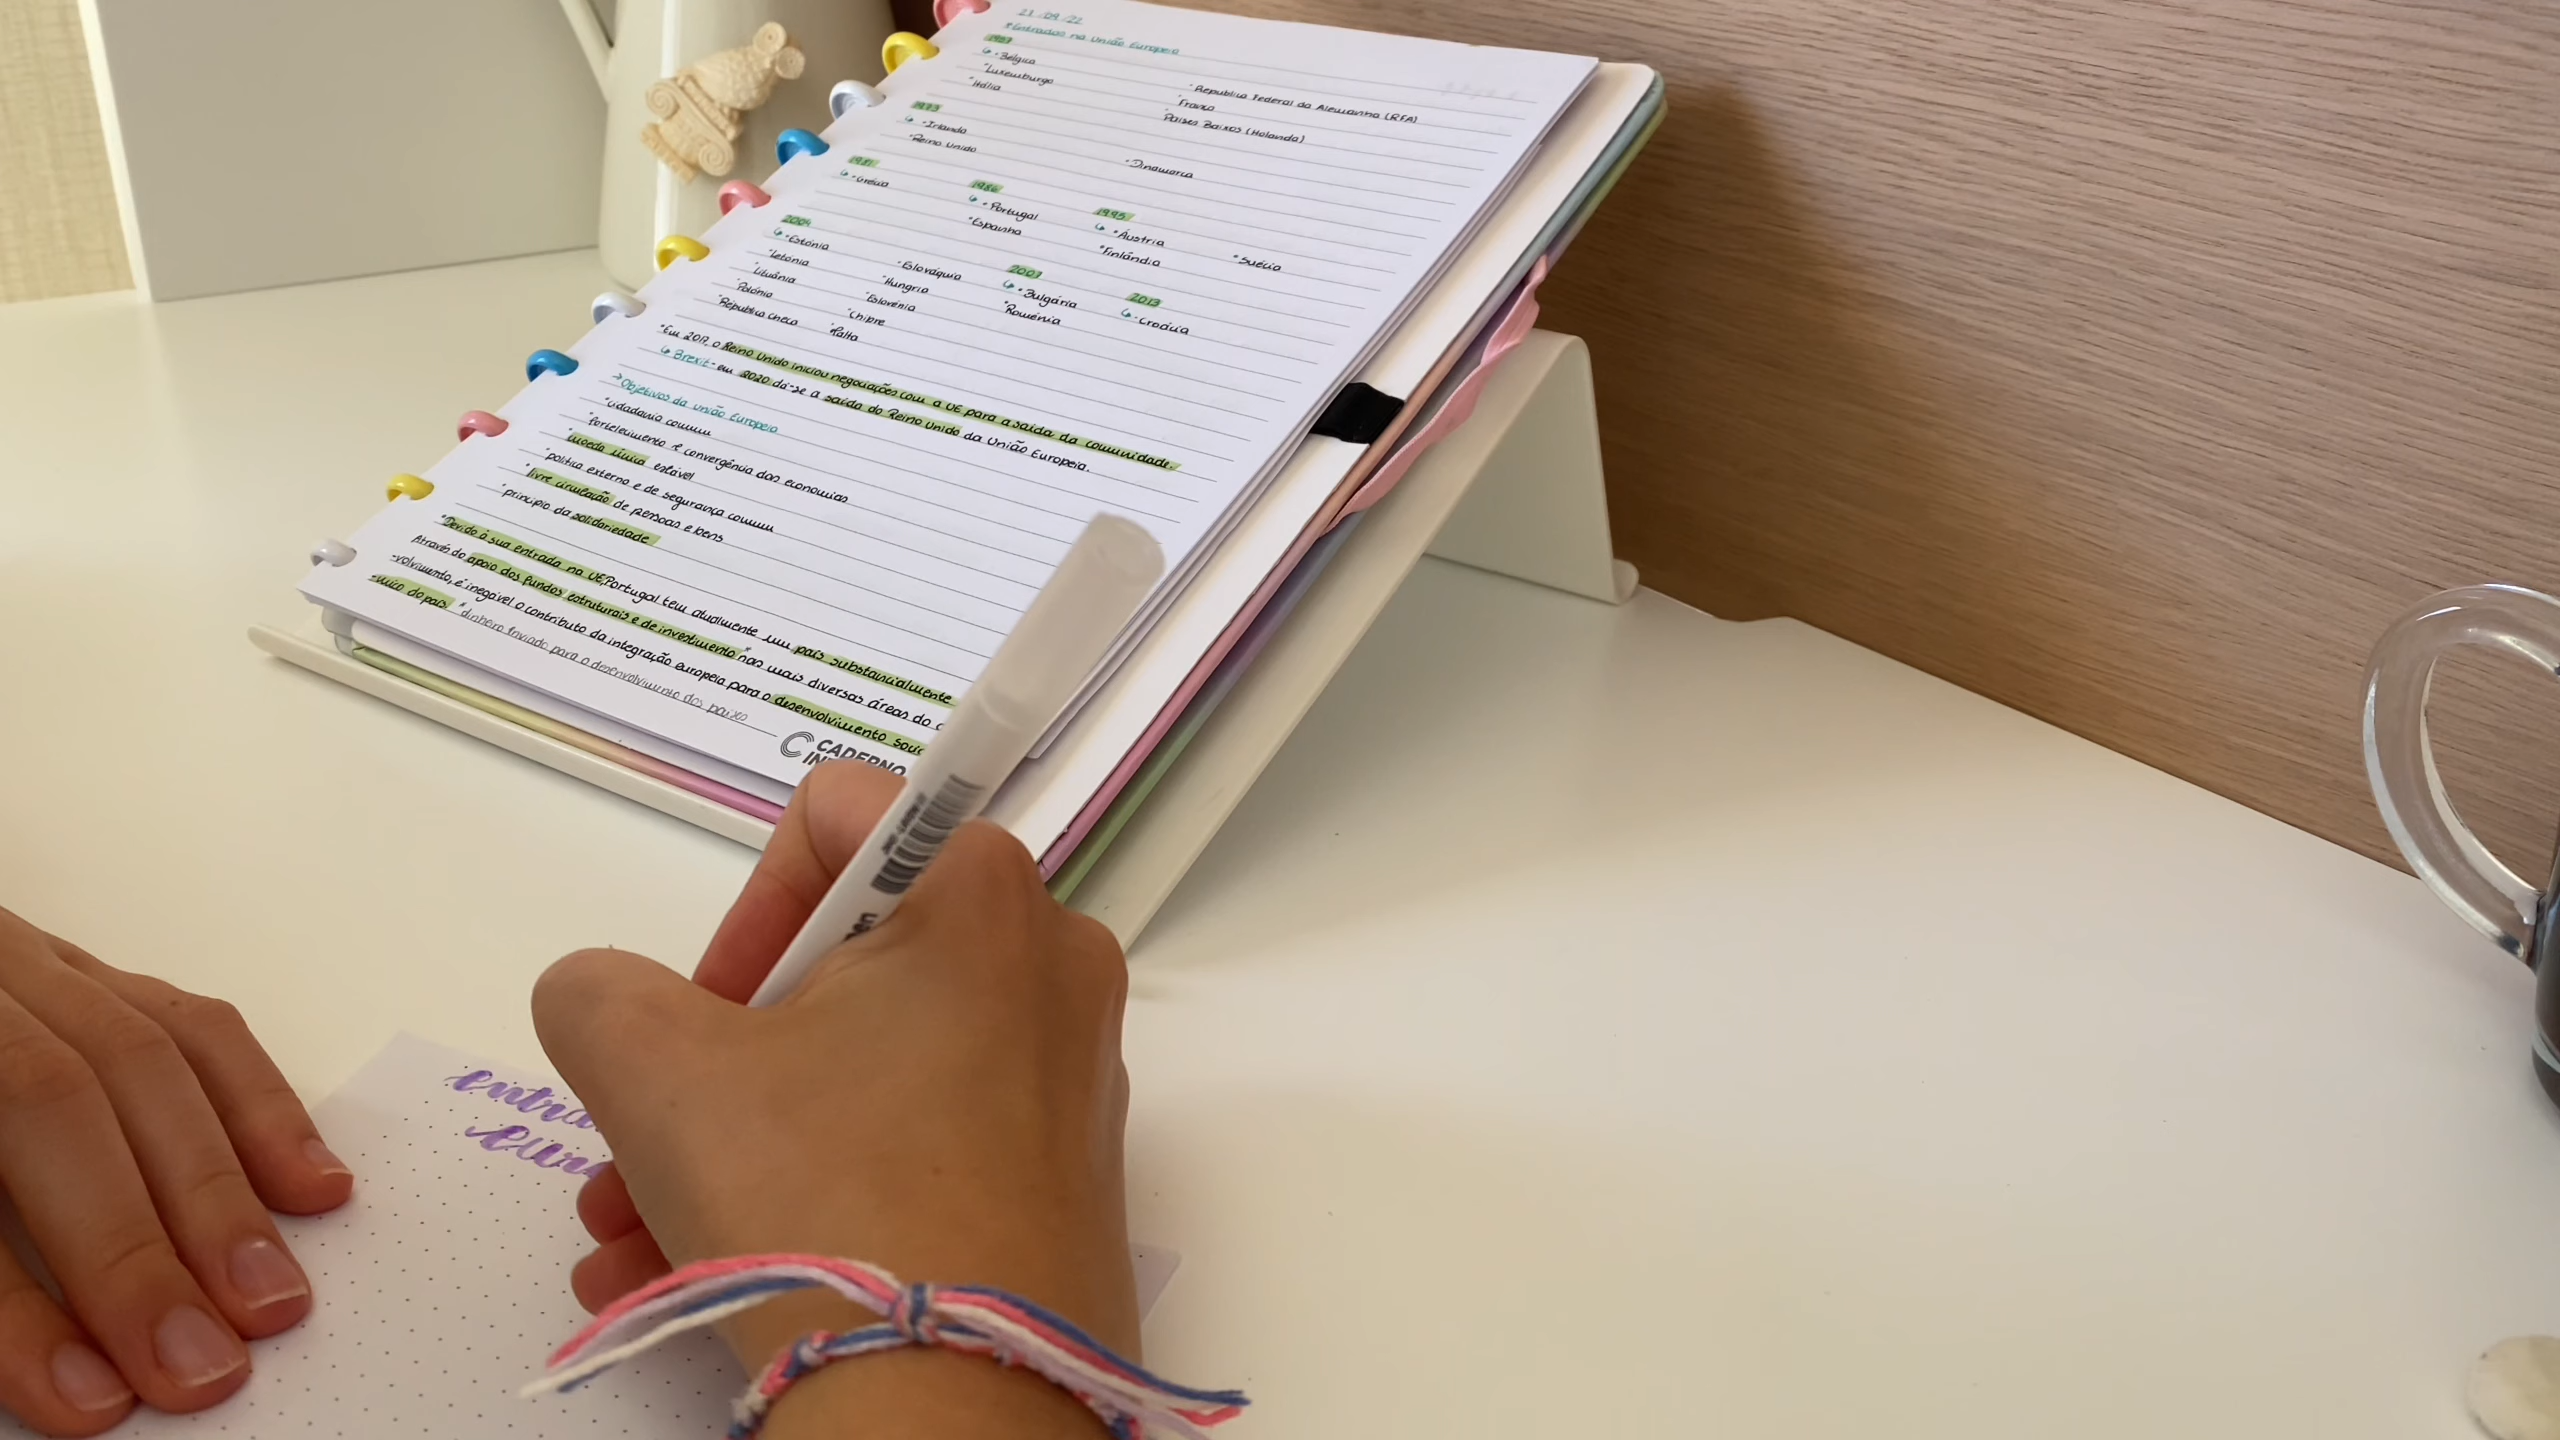 21/09/22
*Entradas na União Europeia
1957
↳ • Bélgica
• República Federal da Alemanha (RFA)
• Luxemburgo
• França
• Itália
Países Baixos (Holanda)
1973
↳ • Irlanda
• Reino Unido
• Dinamarca
1981
↳ • Grécia
1986
↳ • Portugal
• Espanha
1995
↳ • Áustria
• Finlândia • Suécia
2004
↳ • Estónia
• Letónia
• Lituânia
• Polónia
• República Checa
• Eslováquia
• Hungria
• Eslovénia
• Chipre
• Malta
2007
↳ • Bulgária
• Roménia
2013
↳ • Croácia
*Em 2017, o Reino Unido iniciou negociações com a UE para a saída da comunidade.
↳ Brexit - em 2020 dá-se a saída do Reino Unido da União Europeia.
→ Objetivos da União Europeia
• cidadania comum
• fortelecimento e convergência das economias
• moeda única estável
• política externa e de segurança comum
• livre circulação de pessoas e bens
• princípio da solidariedade
*Devido à sua entrada na UE, Portugal tem atualmente um país substancialmente
Através do apoio dos fundos estruturais e de investimento* nas mais diversas áreas do
-volvimento, é inegável o contributo da integração europeia para o desenvolvimento
-mico do país. *dinheiro enviado para o desenvolvimento dos países
CADERNO